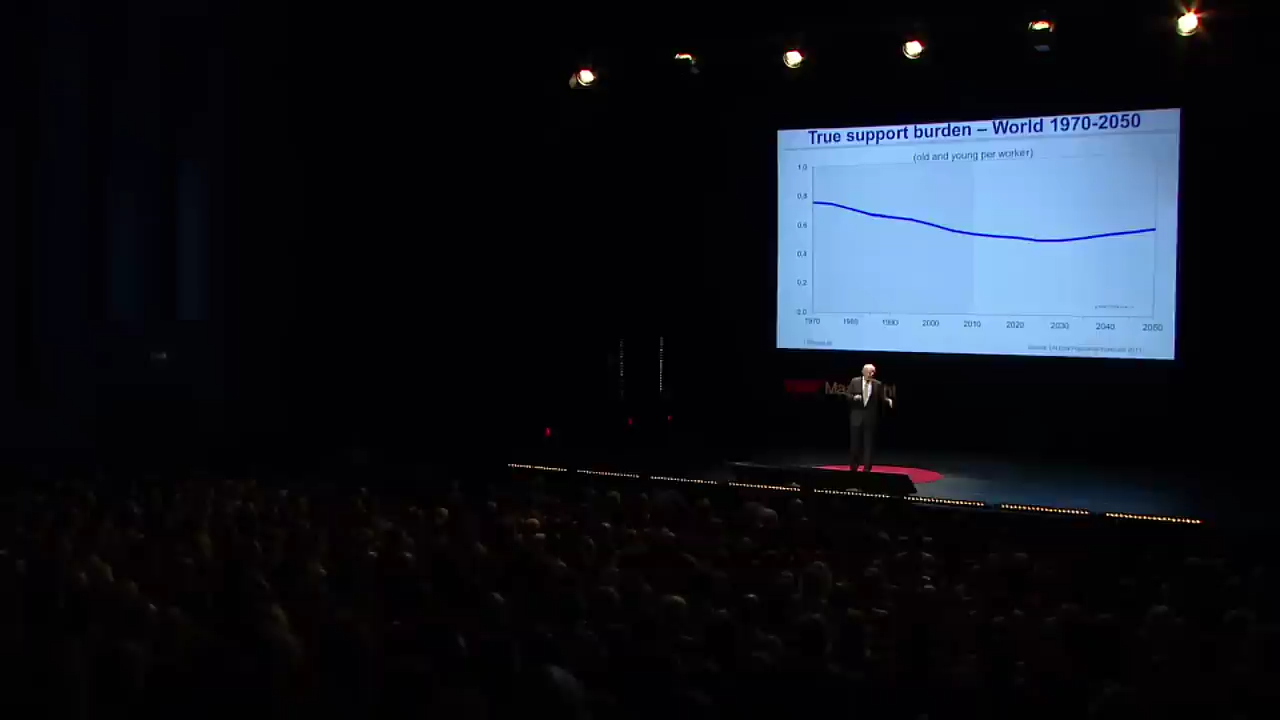 True support burden – World 1970-2050
(old and young per worker)
1,0
0,8
0,6
0,4
0,2
0,0
1970 1980 1990 2000 2010 2020 2030 2040 2050